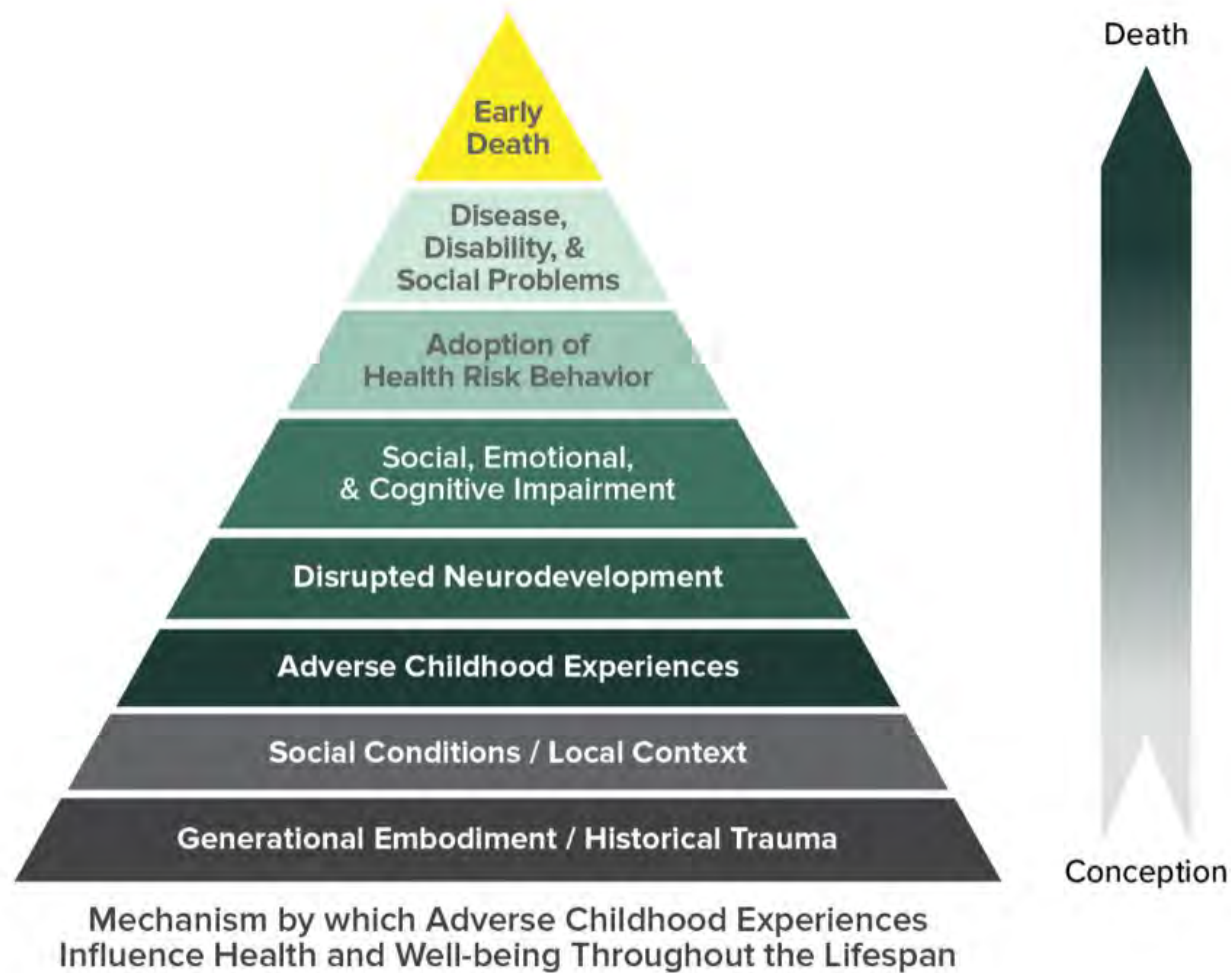 Death
Early
Death
Disease,
Disability, &
Social Problems
Adoption of
Health Risk Behavior
Social, Emotional,
& Cognitive Impairment
Disrupted Neurodevelopment
Adverse Childhood Experiences
Social Conditions / Local Context
Generational Embodiment / Historical Trauma
Conception
Mechanism by which Adverse Childhood Experiences
Influence Health and Well-being Throughout the Lifespan